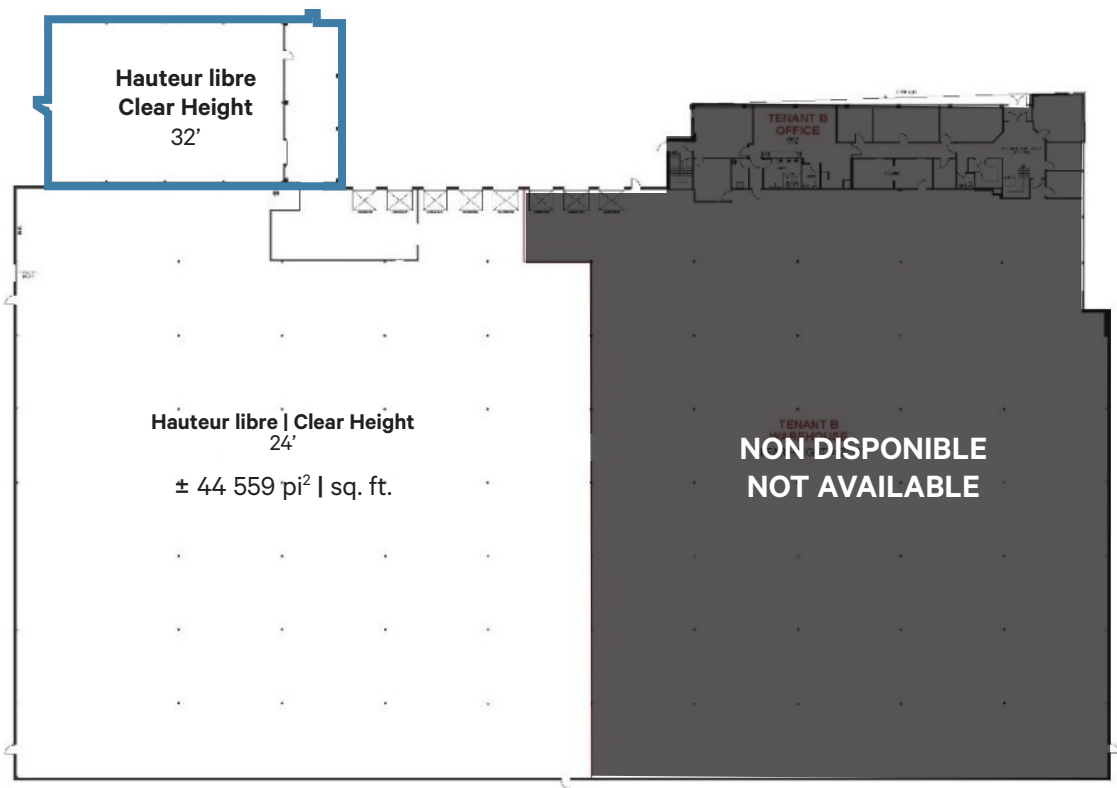 Hauteur libre
Clear Height
32’
TENANT B
OFFICE
Hauteur libre | Clear Height
24’
± 44 559 pi² | sq. ft.
TENANT B
WAREHOUSE
NON DISPONIBLE
NOT AVAILABLE